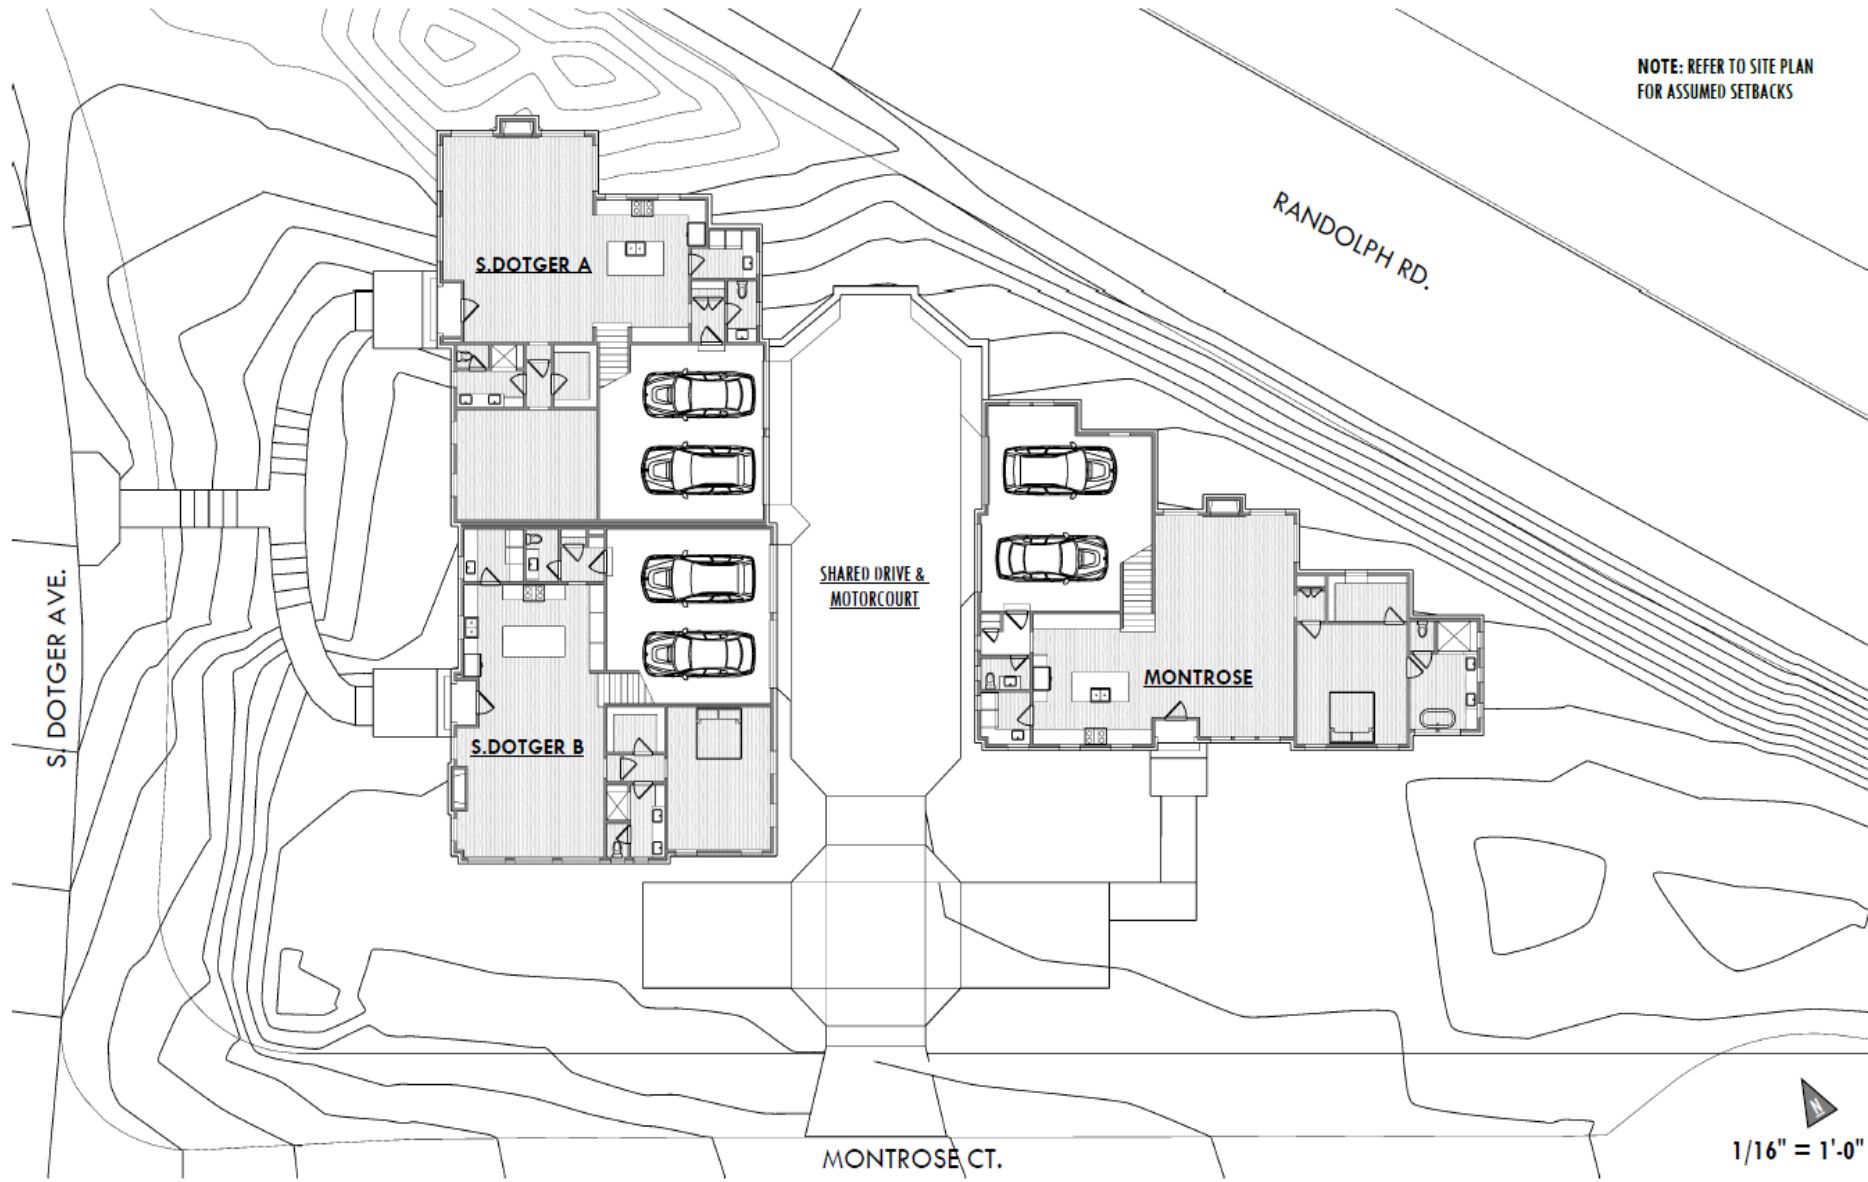 NOTE: REFER TO SITE PLAN
FOR ASSUMED SETBACKS
RANDOLPH RD.
S.DOTGER A
SHARED DRIVE &
MOTORCOURT
S. DOTGER AVE.
MONTROSE
S.DOTGER B
N
MONTROSE CT.
1/16" = 1'-0"